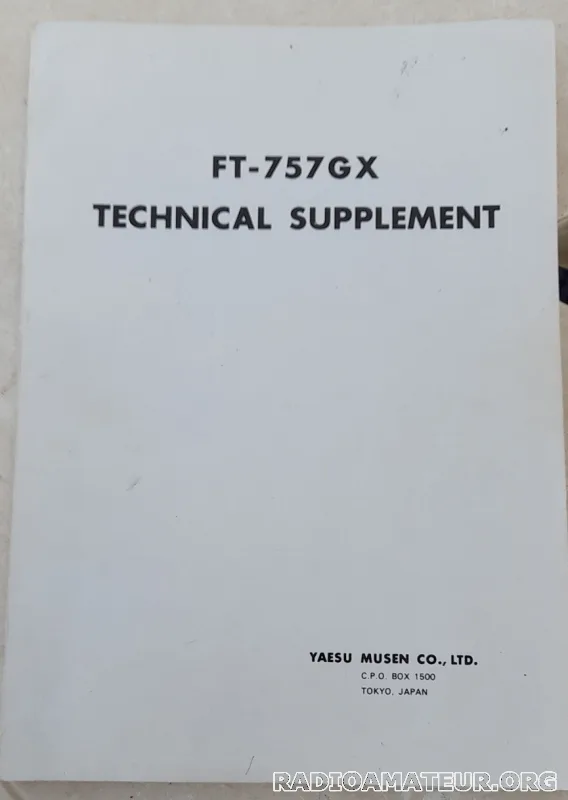 FT-757GX
TECHNICAL SUPPLEMENT
YAESU MUSEN CO., LTD.
C.P.O. BOX 1500
TOKYO, JAPAN
RADIOAMATEUR.ORG